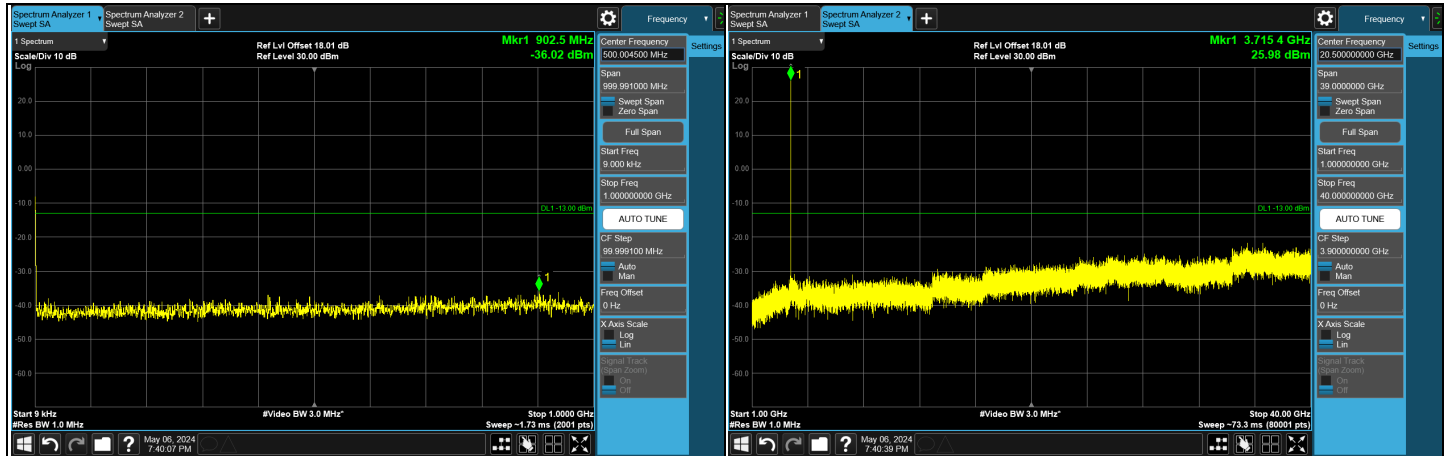 Spectrum Analyzer 1
Swept SA
Spectrum Analyzer 2
Swept SA
+
Frequency
1 Spectrum
Scale/Div 10 dB
Log
Ref Lvl Offset 18.01 dB
Ref Level 30.00 dBm
Mkr1 902.5 MHz
-36.02 dBm
20.0
10.0
0.00
-10.0
-20.0
-30.0
-40.0
-50.0
-60.0
DL1 -13.00 dBm
1
Start 9 kHz
#Res BW 1.0 MHz
#Video BW 3.0 MHz*
Stop 1.0000 GHz
Sweep ~1.73 ms (2001 pts)
Center Frequency
500.004500 MHz
Settings
Span
999.991000 MHz
Swept Span
Zero Span
Full Span
Start Freq
9.000 kHz
Stop Freq
1.000000000 GHz
AUTO TUNE
CF Step
99.999100 MHz
Auto
Man
Freq Offset
0 Hz
X Axis Scale
Log
Lin
Signal Track
(Span Zoom)
On
Off
?
May 06, 2024
7:40:07 PM
Spectrum Analyzer 1
Swept SA
Spectrum Analyzer 2
Swept SA
+
Frequency
1 Spectrum
Scale/Div 10 dB
Log
Ref Lvl Offset 18.01 dB
Ref Level 30.00 dBm
Mkr1 3.715 4 GHz
25.98 dBm
1
20.0
10.0
0.00
-10.0
-20.0
-30.0
-40.0
-50.0
-60.0
DL1 -13.00 dBm
Start 1.00 GHz
#Res BW 1.0 MHz
#Video BW 3.0 MHz*
Stop 40.00 GHz
Sweep ~73.3 ms (80001 pts)
Center Frequency
20.500000000 GHz
Settings
Span
39.0000000 GHz
Swept Span
Zero Span
Full Span
Start Freq
1.000000000 GHz
Stop Freq
40.000000000 GHz
AUTO TUNE
CF Step
3.900000000 GHz
Auto
Man
Freq Offset
0 Hz
X Axis Scale
Log
Lin
Signal Track
(Span Zoom)
On
Off
?
May 06, 2024
7:40:39 PM